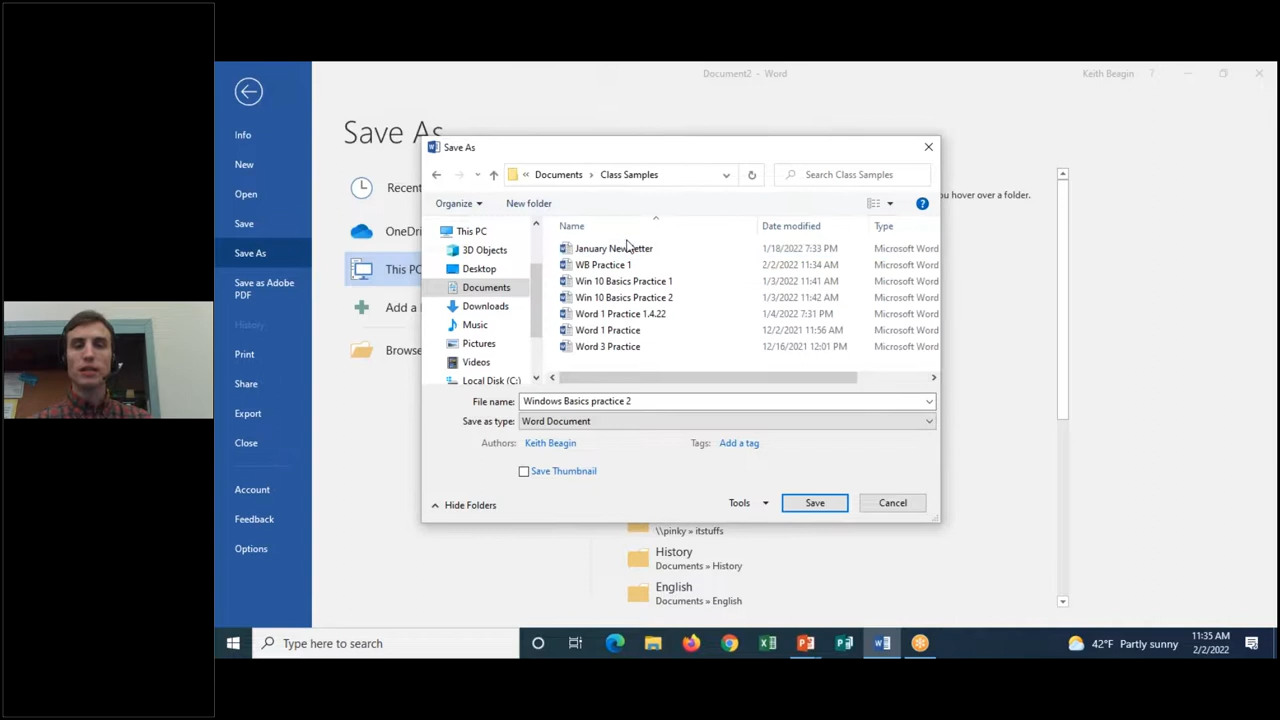 Document2 - Word
Keith Beagin
?
Info
New
Open
Save
Save As
Save as Adobe
PDF
History
Print
Share
Export
Close
Account
Feedback
Options
Save As
Recent
OneDri
This PC
Add a
Browse
u hover over a folder.
Save As
« Documents › Class Samples
Search Class Samples
Organize
New folder
This PC
3D Objects
Desktop
Documents
Downloads
Music
Pictures
Videos
Local Disk (C:)
Name Date modified Type
January Newsletter 1/18/2022 7:33 PM Microsoft Word
WB Practice 1 2/2/2022 11:34 AM Microsoft Word
Win 10 Basics Practice 1 1/3/2022 11:41 AM Microsoft Word
Win 10 Basics Practice 2 1/3/2022 11:42 AM Microsoft Word
Word 1 Practice 1.4.22 1/4/2022 7:31 PM Microsoft Word
Word 1 Practice 12/2/2021 11:56 AM Microsoft Word
Word 3 Practice 12/16/2021 12:01 PM Microsoft Word
File name: Windows Basics practice 2
Save as type: Word Document
Authors: Keith Beagin
Tags: Add a tag
Save Thumbnail
Hide Folders
Tools
Save
Cancel
\\pinky » itstuffs
History
Documents » History
English
Documents » English
Type here to search
42°F Partly sunny
11:35 AM
2/2/2022